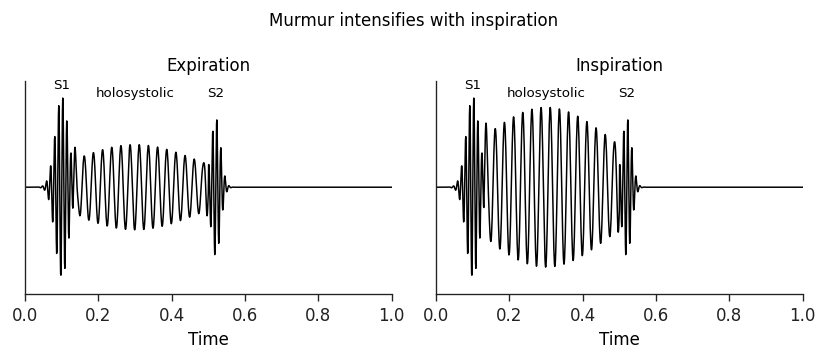 Murmur intensifies with inspiration
Expiration
S1 holosystolic S2
0.0 0.2 0.4 0.6 0.8 1.0
Time
Inspiration
S1 holosystolic S2
0.0 0.2 0.4 0.6 0.8 1.0
Time